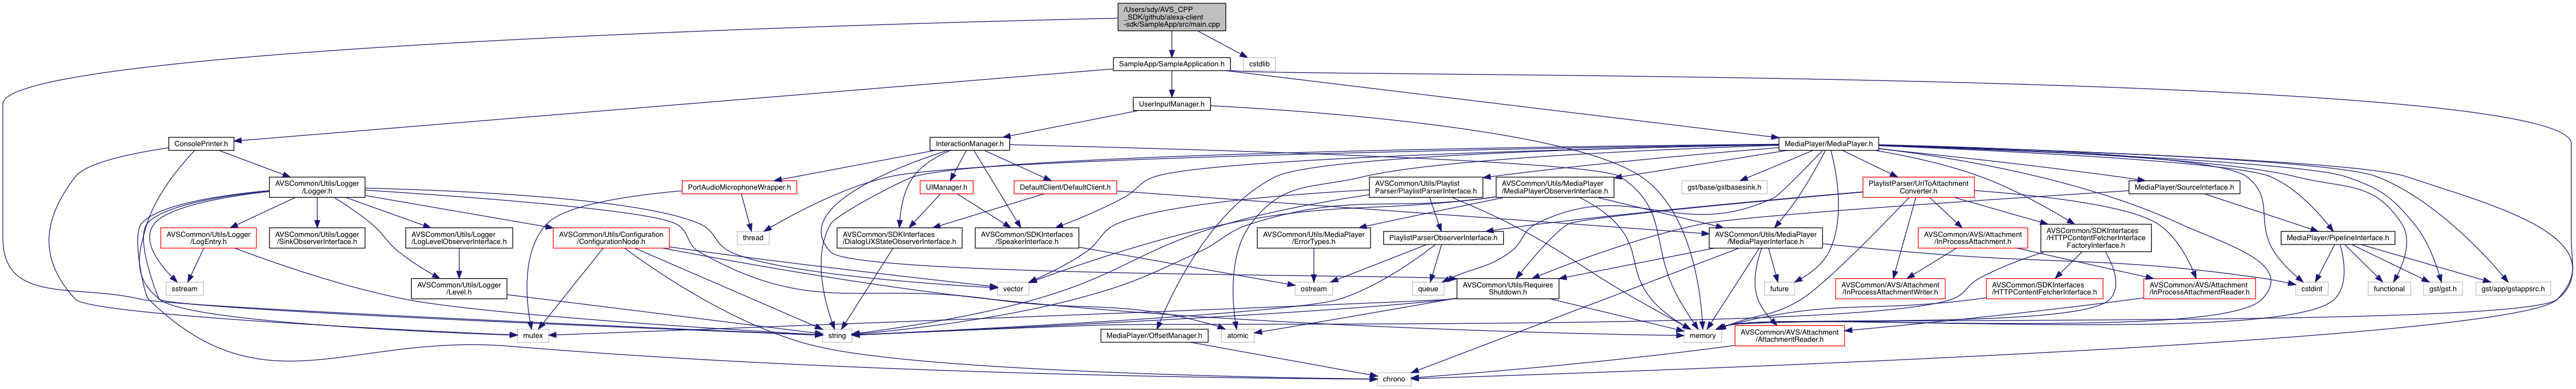 /Users/sdy/AVS_CPP
_SDK/github/alexa-client
-sdk/SampleApp/src/main.cpp
SampleApp/SampleApplication.h
cstdlib
UserInputManager.h
ConsolePrinter.h
InteractionManager.h
MediaPlayer/MediaPlayer.h
AVSCommon/Utils/Logger
/Logger.h
PortAudioMicrophoneWrapper.h
UIManager.h
DefaultClient/DefaultClient.h
AVSCommon/Utils/Playlist
Parser/PlaylistParserInterface.h
AVSCommon/Utils/MediaPlayer
/MediaPlayerObserverInterface.h
gst/base/gstbasesink.h
PlaylistParser/UrlToAttachment
Converter.h
MediaPlayer/SourceInterface.h
AVSCommon/Utils/Logger
/LogEntry.h
AVSCommon/Utils/Logger
/SinkObserverInterface.h
AVSCommon/Utils/Logger
/LogLevelObserverInterface.h
AVSCommon/Utils/Configuration
/ConfigurationNode.h
thread
AVSCommon/SDKInterfaces
/DialogUXStateObserverInterface.h
AVSCommon/SDKInterfaces
/SpeakerInterface.h
AVSCommon/Utils/MediaPlayer
/ErrorTypes.h
PlaylistParserObserverInterface.h
AVSCommon/Utils/MediaPlayer
/MediaPlayerInterface.h
AVSCommon/AVS/Attachment
/InProcessAttachment.h
AVSCommon/SDKInterfaces
/HTTPContentFetcherInterface
FactoryInterface.h
MediaPlayer/PipelineInterface.h
sstream
AVSCommon/Utils/Logger
/Level.h
vector
ostream
queue
AVSCommon/Utils/Requires
Shutdown.h
future
AVSCommon/AVS/Attachment
/InProcessAttachmentWriter.h
AVSCommon/SDKInterfaces
/HTTPContentFetcherInterface.h
AVSCommon/AVS/Attachment
/InProcessAttachmentReader.h
cstdint
functional
gst/gst.h
gst/app/gstappsrc.h
mutex
string
MediaPlayer/OffsetManager.h
atomic
memory
AVSCommon/AVS/Attachment
/AttachmentReader.h
chrono